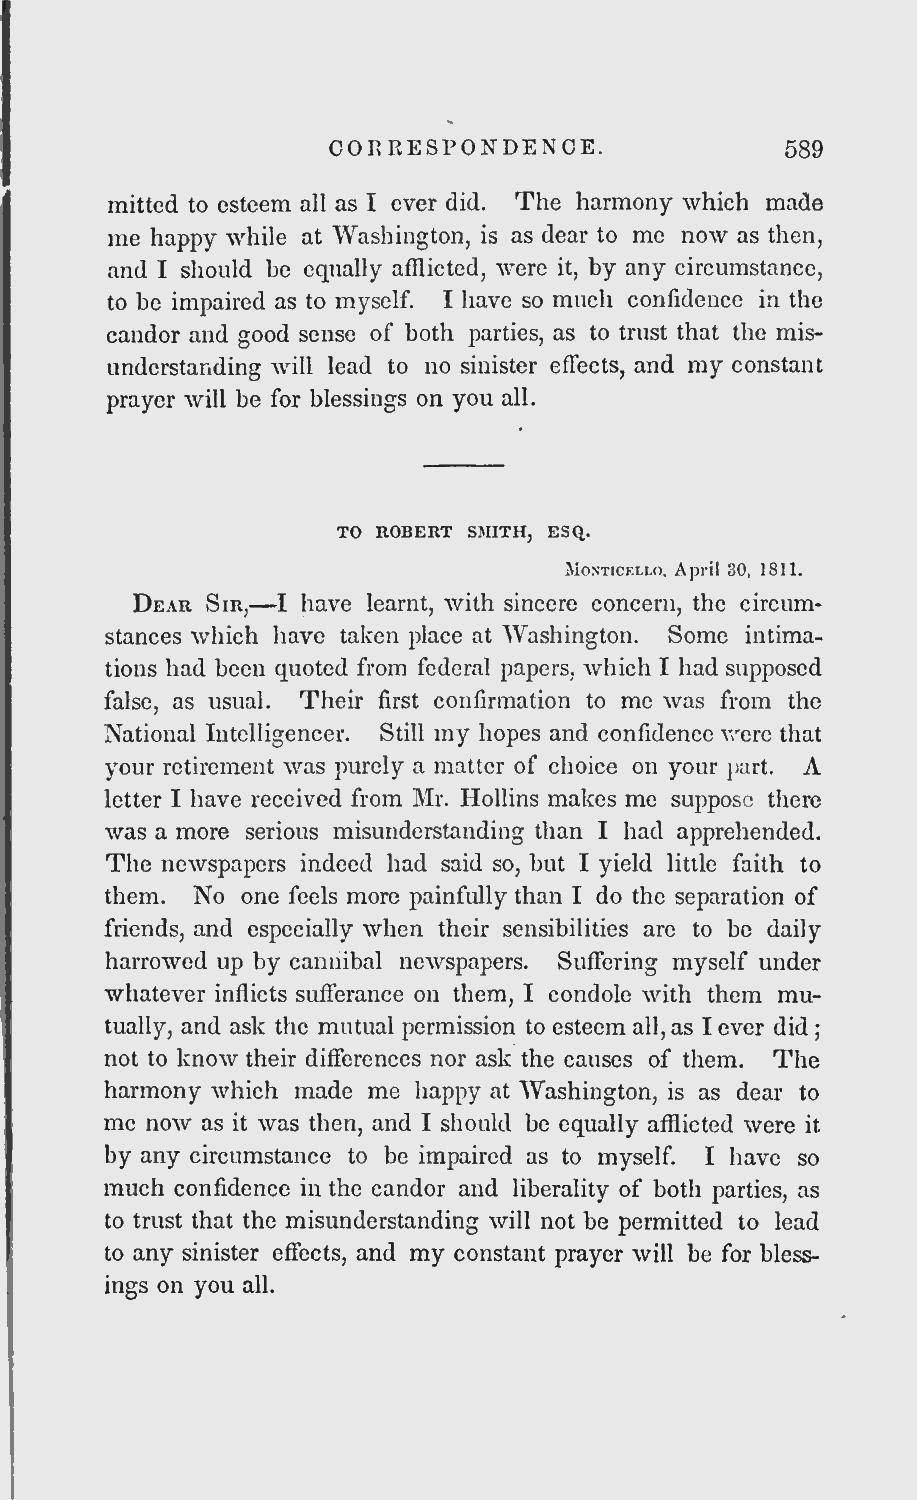 CORRESPONDENCE. 589
mitted to esteem all as I ever did. The harmony which made
me happy while at Washington, is as dear to me now as then,
and I should be equally afflicted, were it, by any circumstance,
to be impaired as to myself. I have so much confidence in the
candor and good sense of both parties, as to trust that the mis-
understanding will lead to no sinister effects, and my constant
prayer will be for blessings on you all.
TO ROBERT SMITH, ESQ.
Monticello, April 30, 1811.
Dear Sir,—I have learnt, with sincere concern, the circum-
stances which have taken place at Washington. Some intima-
tions had been quoted from federal papers, which I had supposed
false, as usual. Their first confirmation to me was from the
National Intelligencer. Still my hopes and confidence were that
your retirement was purely a matter of choice on your part. A
letter I have received from Mr. Hollins makes me suppose there
was a more serious misunderstanding than I had apprehended.
The newspapers indeed had said so, but I yield little faith to
them. No one feels more painfully than I do the separation of
friends, and especially when their sensibilities are to be daily
harrowed up by cannibal newspapers. Suffering myself under
whatever inflicts sufferance on them, I condole with them mu-
tually, and ask the mutual permission to esteem all, as I ever did;
not to know their differences nor ask the causes of them. The
harmony which made me happy at Washington, is as dear to
me now as it was then, and I should be equally afflicted were it
by any circumstance to be impaired as to myself. I have so
much confidence in the candor and liberality of both parties, as
to trust that the misunderstanding will not be permitted to lead
to any sinister effects, and my constant prayer will be for bless-
ings on you all.